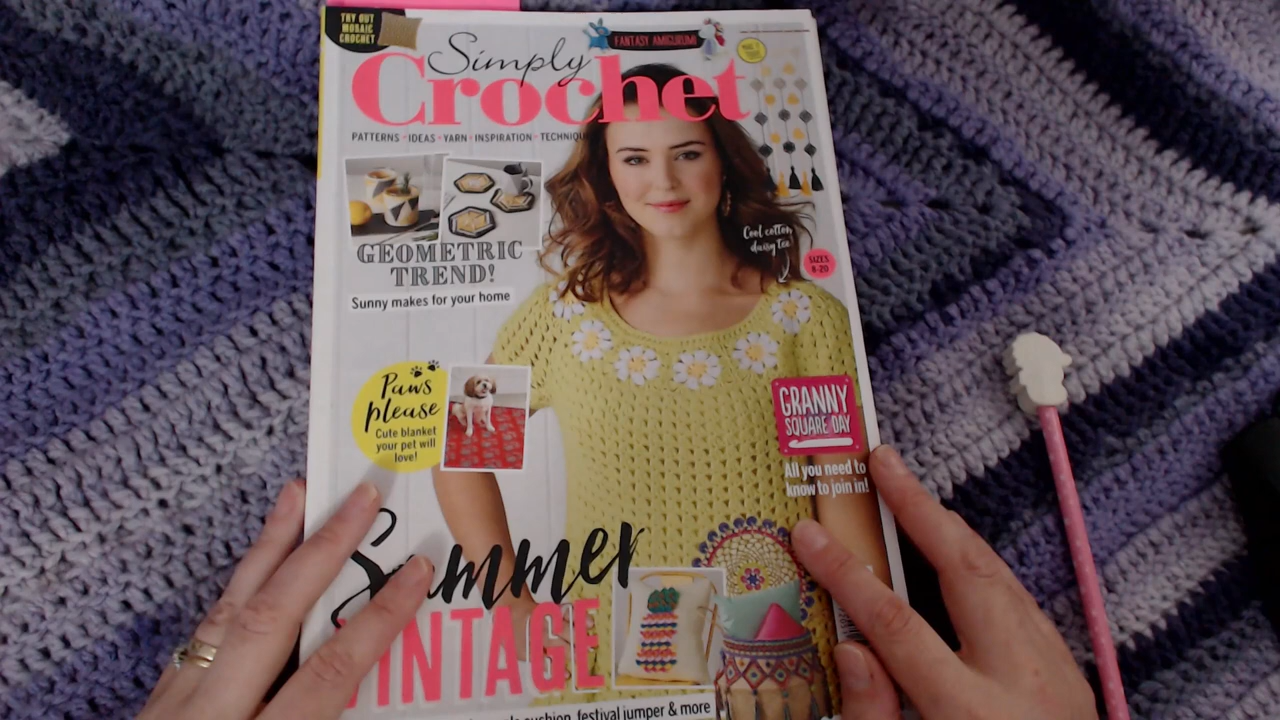 TRY OUT
MOSAIC
CROCHET
FANTASY AMIGURUMI
Simply
Crochet
PATTERNS • IDEAS • YARN • INSPIRATION •
GEOMETRIC
TREND!
Sunny makes for your home
Cool cotton
daisy tee
SIZES
8-20
Paws
please
Cute blanket
your pet will
love!
GRANNY
SQUARE DAY
All you need to
know to join in!
Summer
VINTAGE
cushion, festival jumper & more